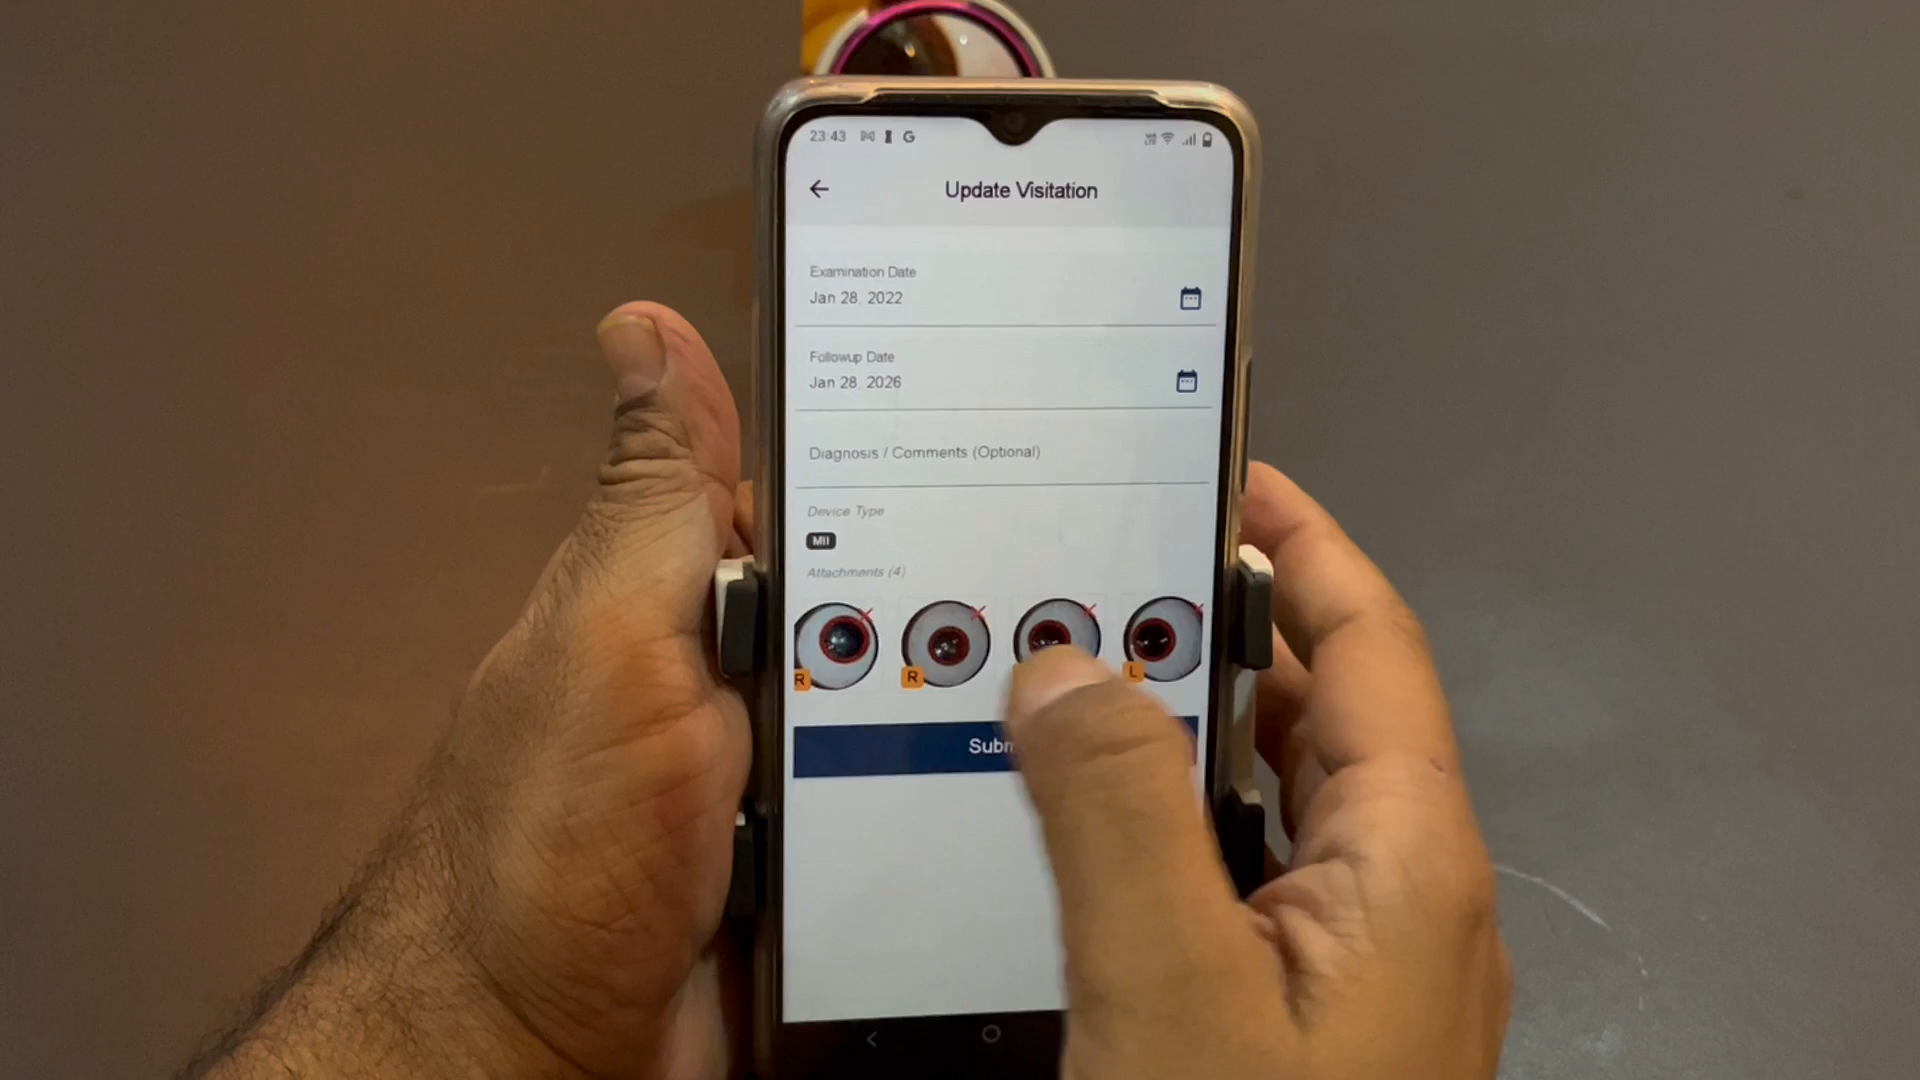 23:43 G
Update Visitation
Examination Date
Jan 28, 2022
Followup Date
Jan 28, 2026
Diagnosis / Comments (Optional)
Device Type
MII
Attachments (4)
R R L
Subm